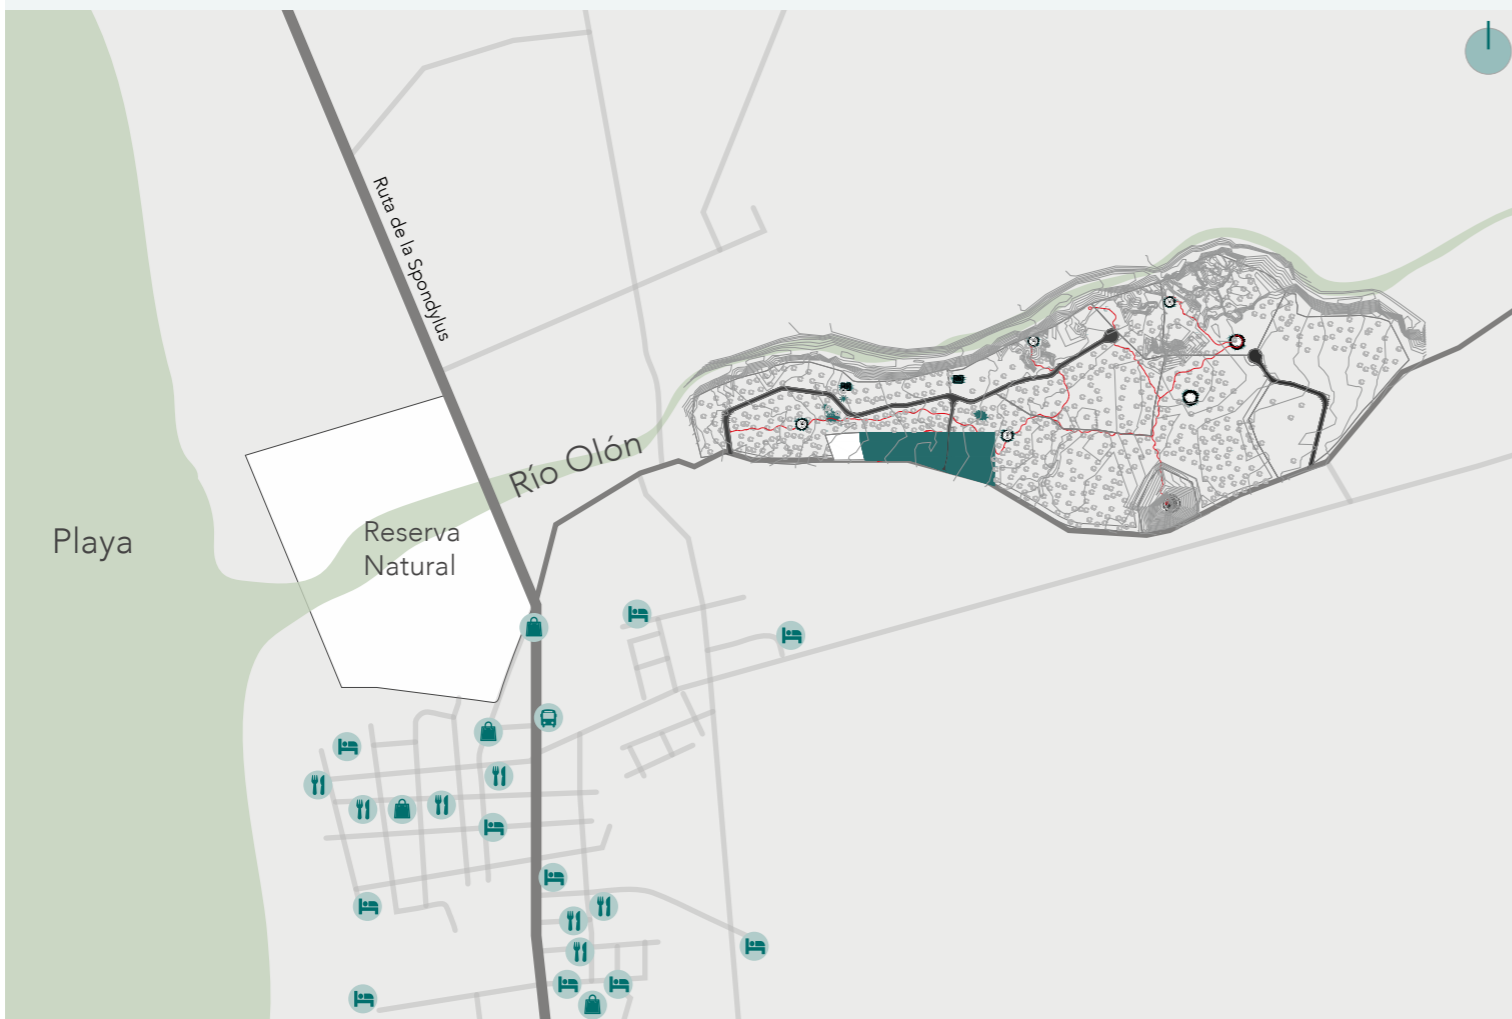 Ruta de la Spondylus
Río Olón
Playa
Reserva
Natural